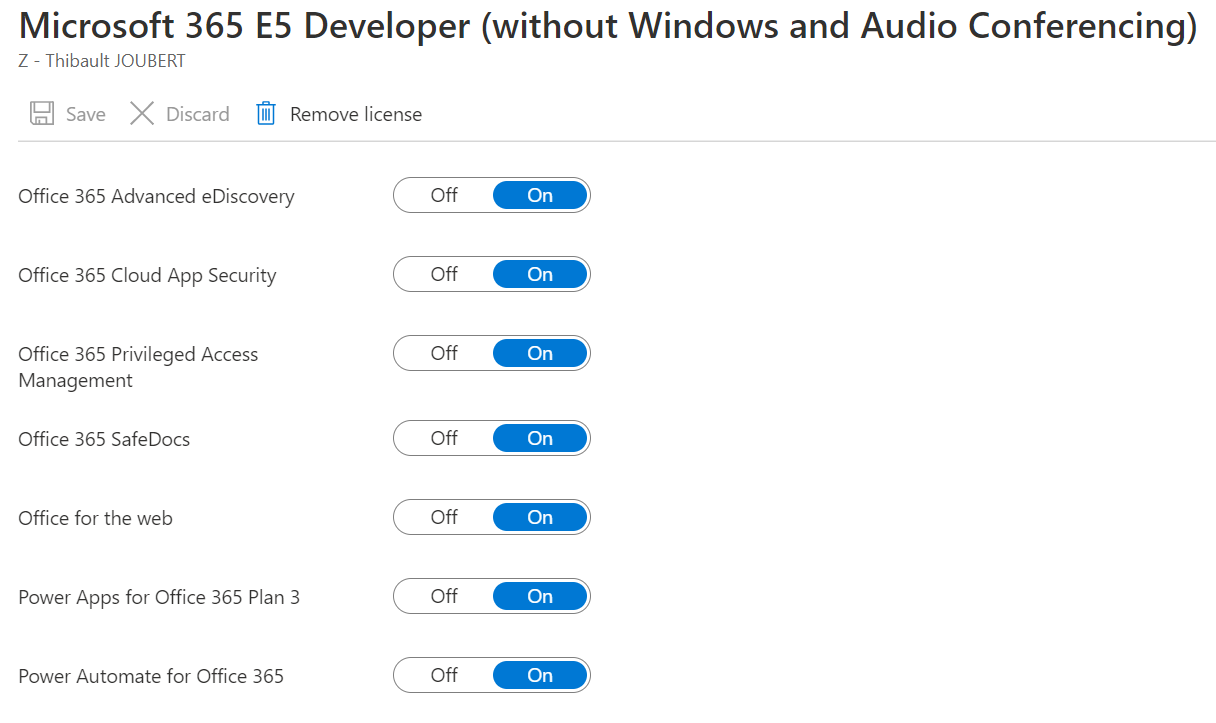 Microsoft 365 E5 Developer (without Windows and Audio Conferencing)
Z - Thibault JOUBERT
Save Discard Remove license
Office 365 Advanced eDiscovery Off On
Office 365 Cloud App Security Off On
Office 365 Privileged Access Off On
Management
Office 365 SafeDocs Off On
Office for the web Off On
Power Apps for Office 365 Plan 3 Off On
Power Automate for Office 365 Off On